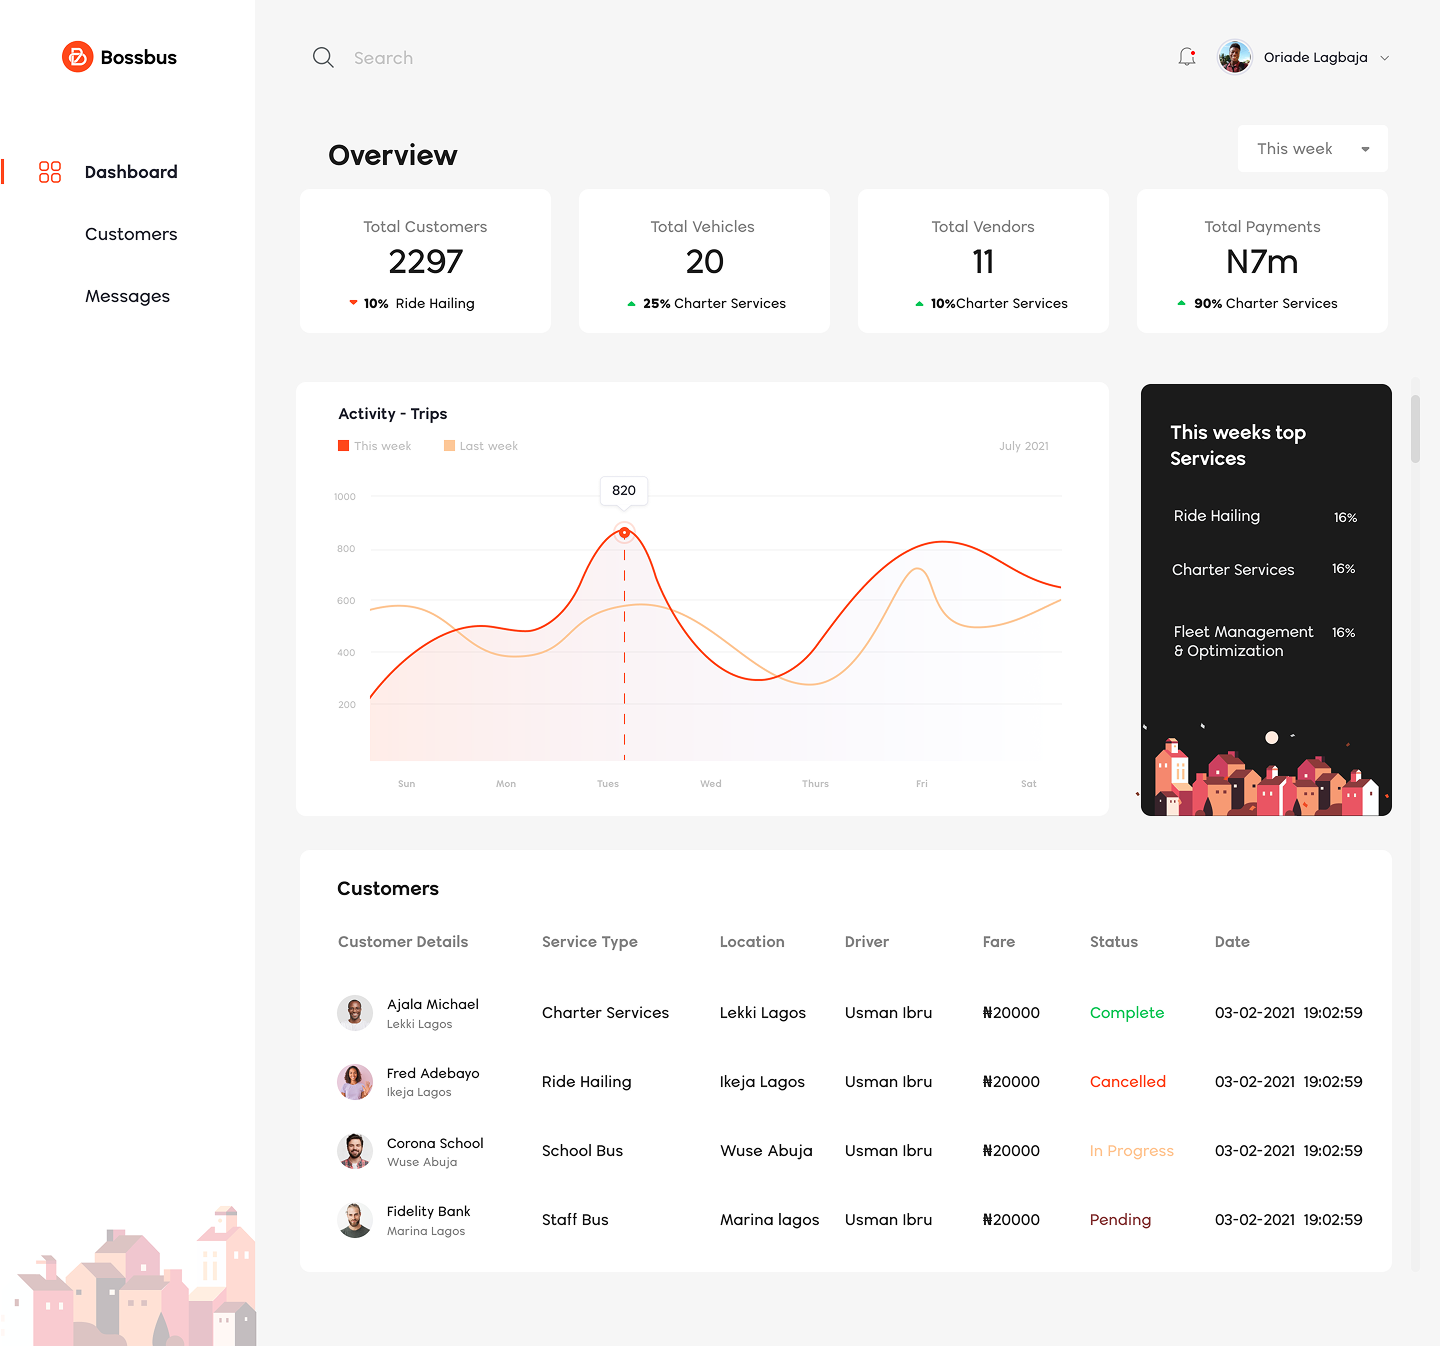 Bossbus
Search
Oriade Lagbaja
Dashboard
Customers
Messages
Overview
This week
Total Customers
2297
10% Ride Hailing
Total Vehicles
20
25% Charter Services
Total Vendors
11
10%Charter Services
Total Payments
N7m
90% Charter Services
Activity - Trips
This week
Last week
July 2021
820
1000
800
600
400
200
Sun Mon Tues Wed Thurs Fri Sat
This weeks top
Services
Ride Hailing 16%
Charter Services 16%
Fleet Management 16%
& Optimization
Customers
Customer Details Service Type Location Driver Fare Status Date
Ajala Michael
Lekki Lagos
Charter Services Lekki Lagos Usman Ibru ₦20000 Complete 03-02-2021 19:02:59
Fred Adebayo
Ikeja Lagos
Ride Hailing Ikeja Lagos Usman Ibru ₦20000 Cancelled 03-02-2021 19:02:59
Corona School
Wuse Abuja
School Bus Wuse Abuja Usman Ibru ₦20000 In Progress 03-02-2021 19:02:59
Fidelity Bank
Marina Lagos
Staff Bus Marina lagos Usman Ibru ₦20000 Pending 03-02-2021 19:02:59